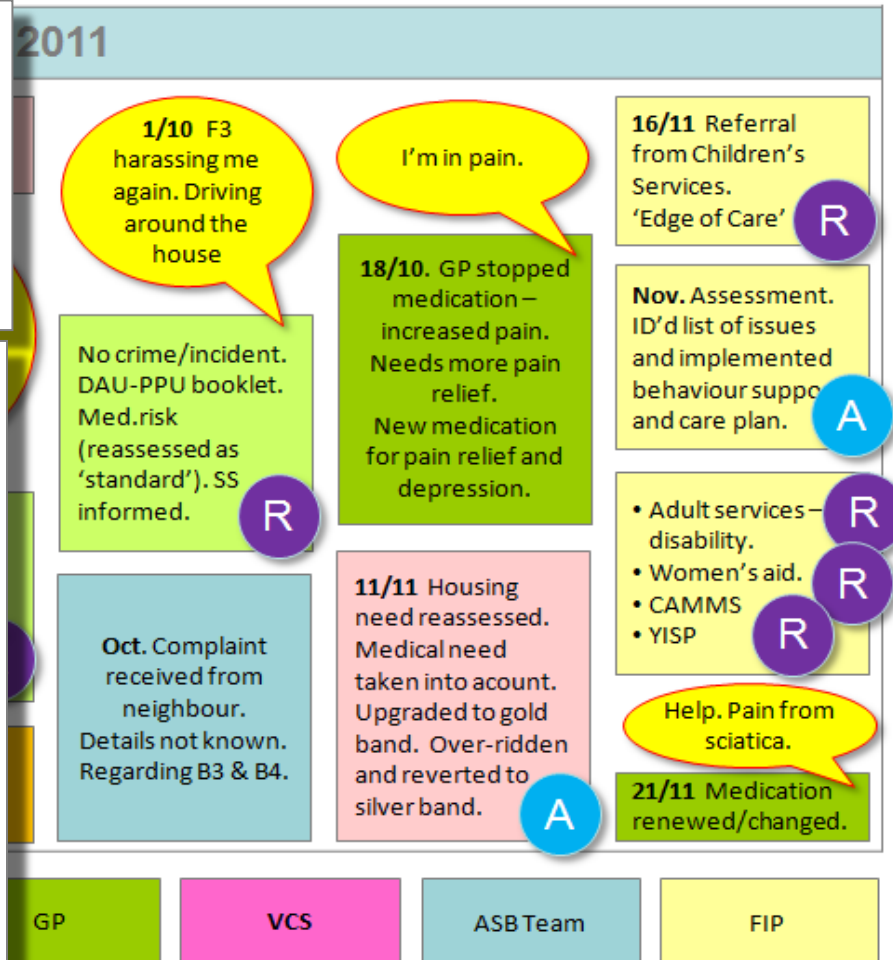 2011
1/10 F3
harassing me
again. Driving
around the
house
No crime/incident.
DAU-PPU booklet.
Med.risk
(reassessed as
‘standard’). SS
informed.
R
Oct. Complaint
received from
neighbour.
Details not known.
Regarding B3 & B4.
I’m in pain.
18/10. GP stopped
medication –
increased pain.
Needs more pain
relief.
New medication
for pain relief and
depression.
11/11 Housing
need reassessed.
Medical need
taken into acount.
Upgraded to gold
band. Over-ridden
and reverted to
silver band.
A
16/11 Referral
from Children’s
Services.
‘Edge of Care’
R
Nov. Assessment.
ID’d list of issues
and implemented
behaviour suppo
and care plan.
A
• Adult services –
disability.
R
• Women’s aid.
R
• CAMMS
• YISP
R
Help. Pain from
sciatica.
21/11 Medication
renewed/changed.
GP
VCS
ASB Team
FIP